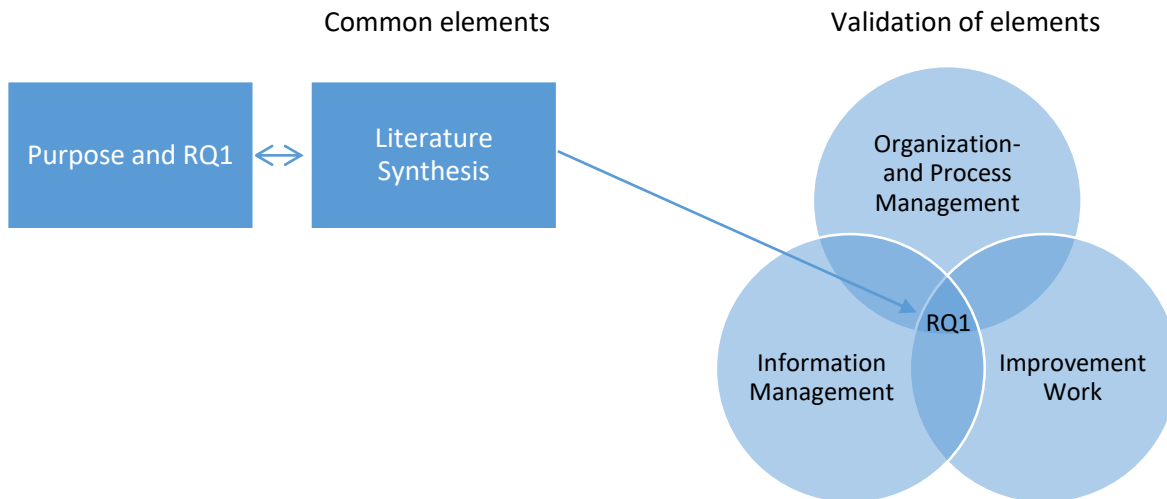 Common elements
Validation of elements
Purpose and RQ1
Literature
Synthesis
Organization-
and Process
Management
RQ1
Information
Management
Improvement
Work